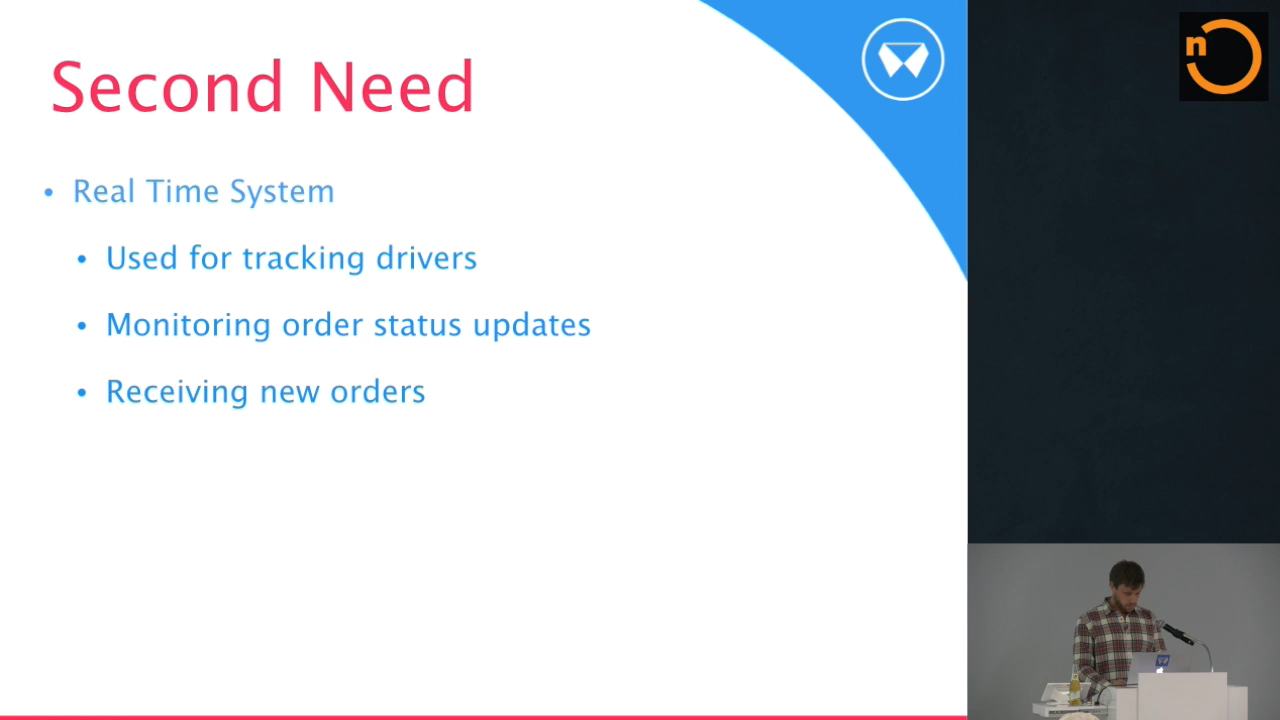 Second Need
• Real Time System
• Used for tracking drivers
• Monitoring order status updates
• Receiving new orders
n